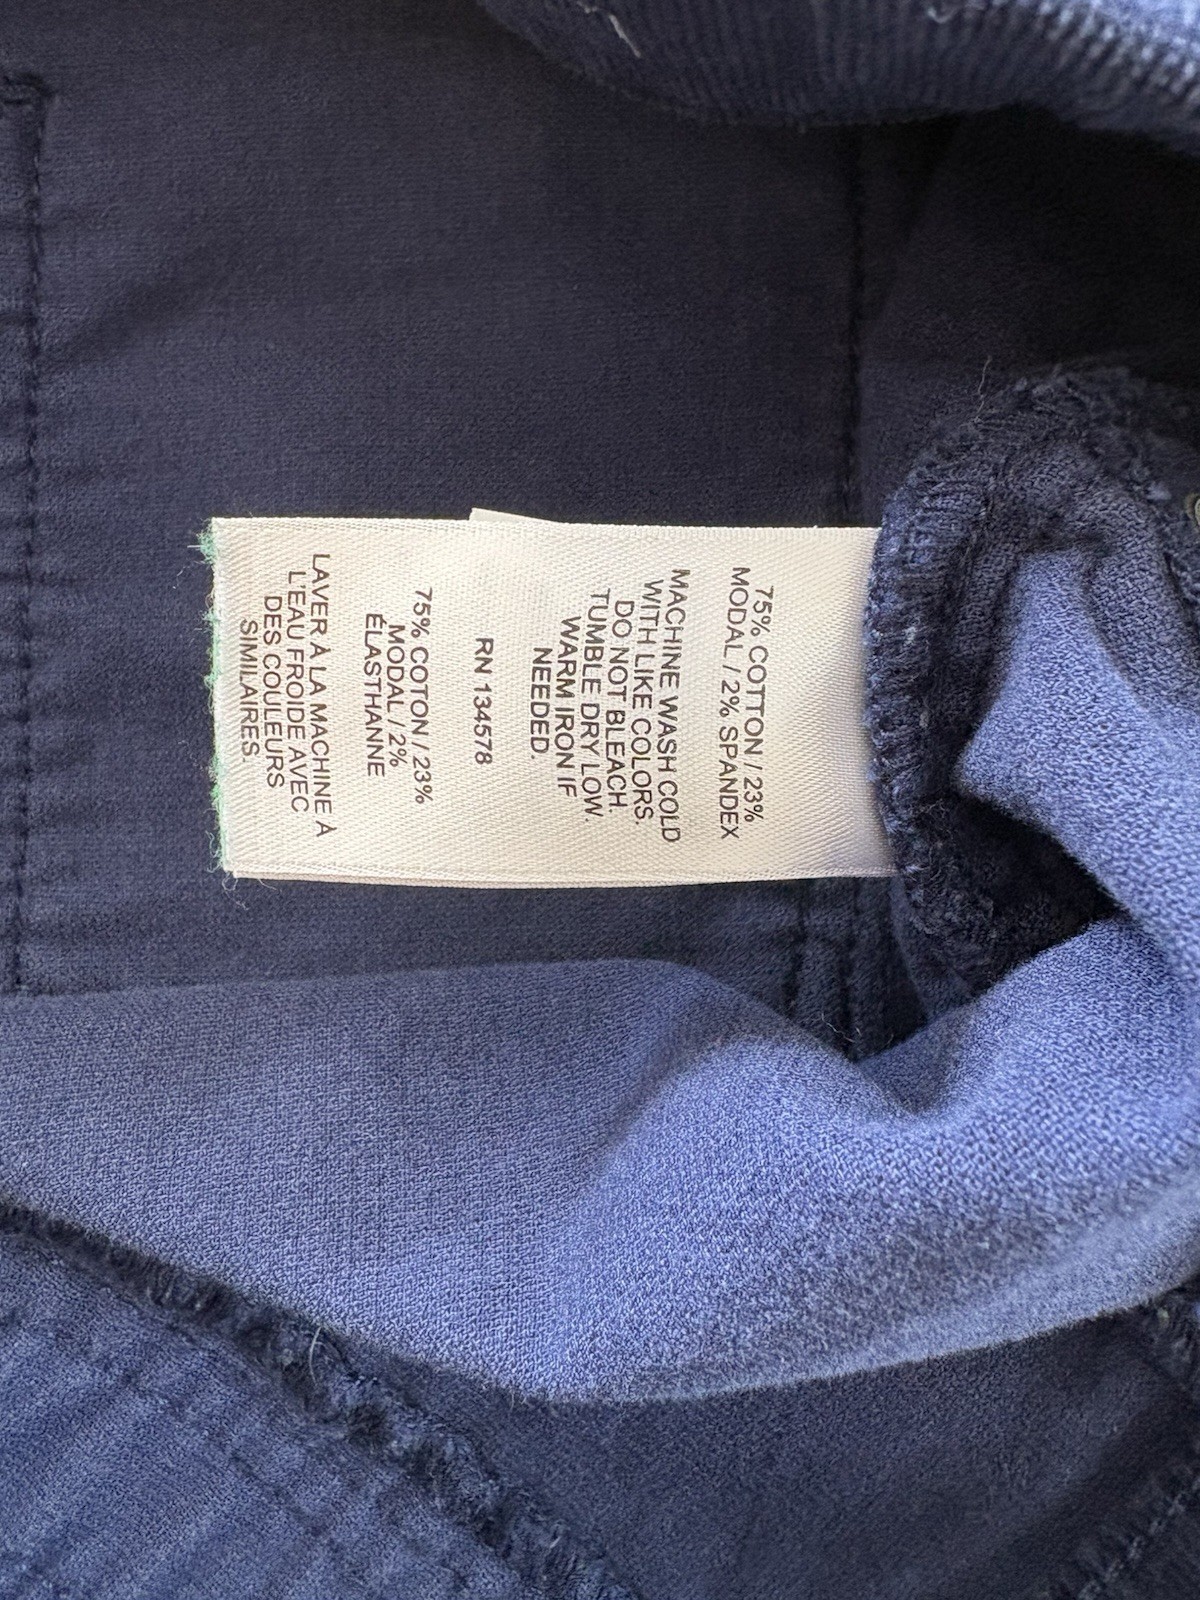 75% COTTON / 23%
MODAL / 2% SPANDEX
MACHINE WASH COLD
WITH LIKE COLORS.
DO NOT BLEACH.
TUMBLE DRY LOW.
WARM IRON IF
NEEDED.
RN 134578
75% COTON / 23%
MODAL / 2%
ÉLASTHANNE
LAVER À LA MACHINE À
L'EAU FROIDE AVEC
DES COULEURS
SIMILAIRES.